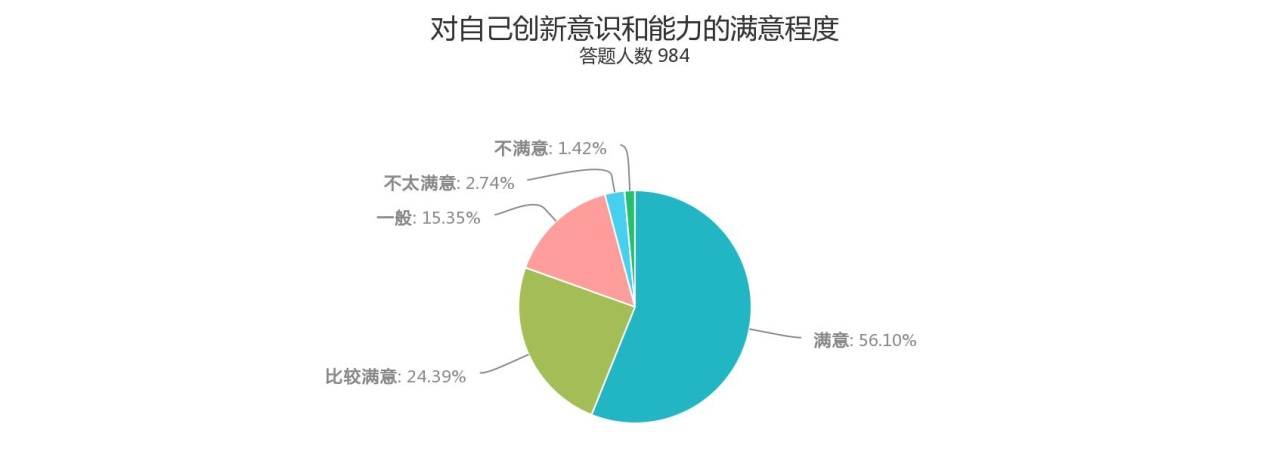 对自己创新意识和能力的满意程度
答题人数 984
不满意: 1.42%
不太满意: 2.74%
一般: 15.35%
满意: 56.10%
比较满意: 24.39%